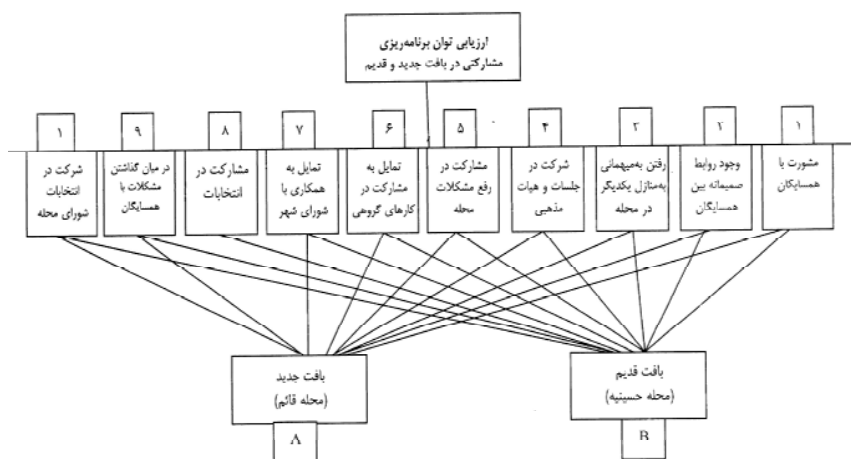 ارزیابی توان برنامه‌ریزی
مشارکتی در بافت جدید و قدیم
۱
۲
۳
۴
۵
۶
۷
۸
۹
۱
مشورت با
همسایگان
وجود روابط
صمیمانه بین
همسایگان
رفتن به‌میهمانی
به‌منازل یکدیگر
در محله
شرکت در
جلسات و هیات
مذهبی
مشارکت در
رفع مشکلات
محله
تمایل به
مشارکت در
کارهای گروهی
تمایل به
همکاری با
شورای شهر
مشارکت در
انتخابات
در میان گذاشتن
مشکلات با
همسایگان
شرکت در
انتخابات
شورای محله
بافت قدیم
(محله حسینیه)
B
بافت جدید
(محله قائم)
A